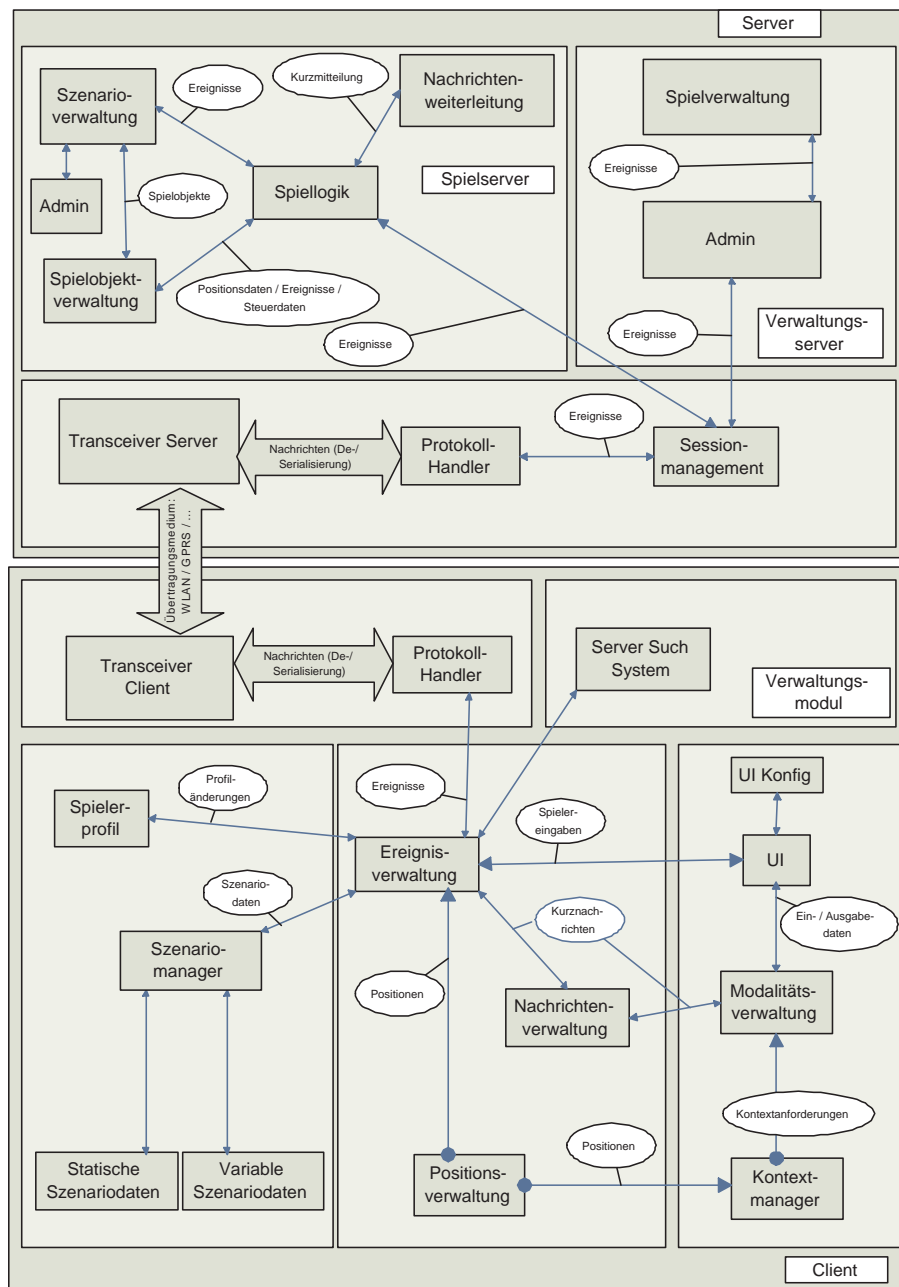 Server
Szenario-
verwaltung
Ereignisse
Kurzmitteilung
Nachrichten-
weiterleitung
Spielverwaltung
Ereignisse
Spielserver
Admin
Spielobjekte
Spiellogik
Admin
Spielobjekt-
verwaltung
Positionsdaten / Ereignisse /
Steuerdaten
Ereignisse
Ereignisse
Verwaltungs-
server
Transceiver Server
Nachrichten (De-/
Serialisierung)
Protokoll-
Handler
Ereignisse
Session-
management
Übertragungsmedium:
WLAN / GPRS / ...
Transceiver
Client
Nachrichten (De-/
Serialisierung)
Protokoll-
Handler
Server Such
System
Verwaltungs-
modul
Spieler-
profil
Profil-
änderungen
Ereignisse
Spieler-
eingaben
UI Konfig
Ereignis-
verwaltung
UI
Szenario-
daten
Kurznach-
richten
Ein- / Ausgabe-
daten
Szenario-
manager
Positionen
Nachrichten-
verwaltung
Modalitäts-
verwaltung
Kontextanforderungen
Positionen
Statische
Szenariodaten
Variable
Szenariodaten
Positions-
verwaltung
Kontext-
manager
Client